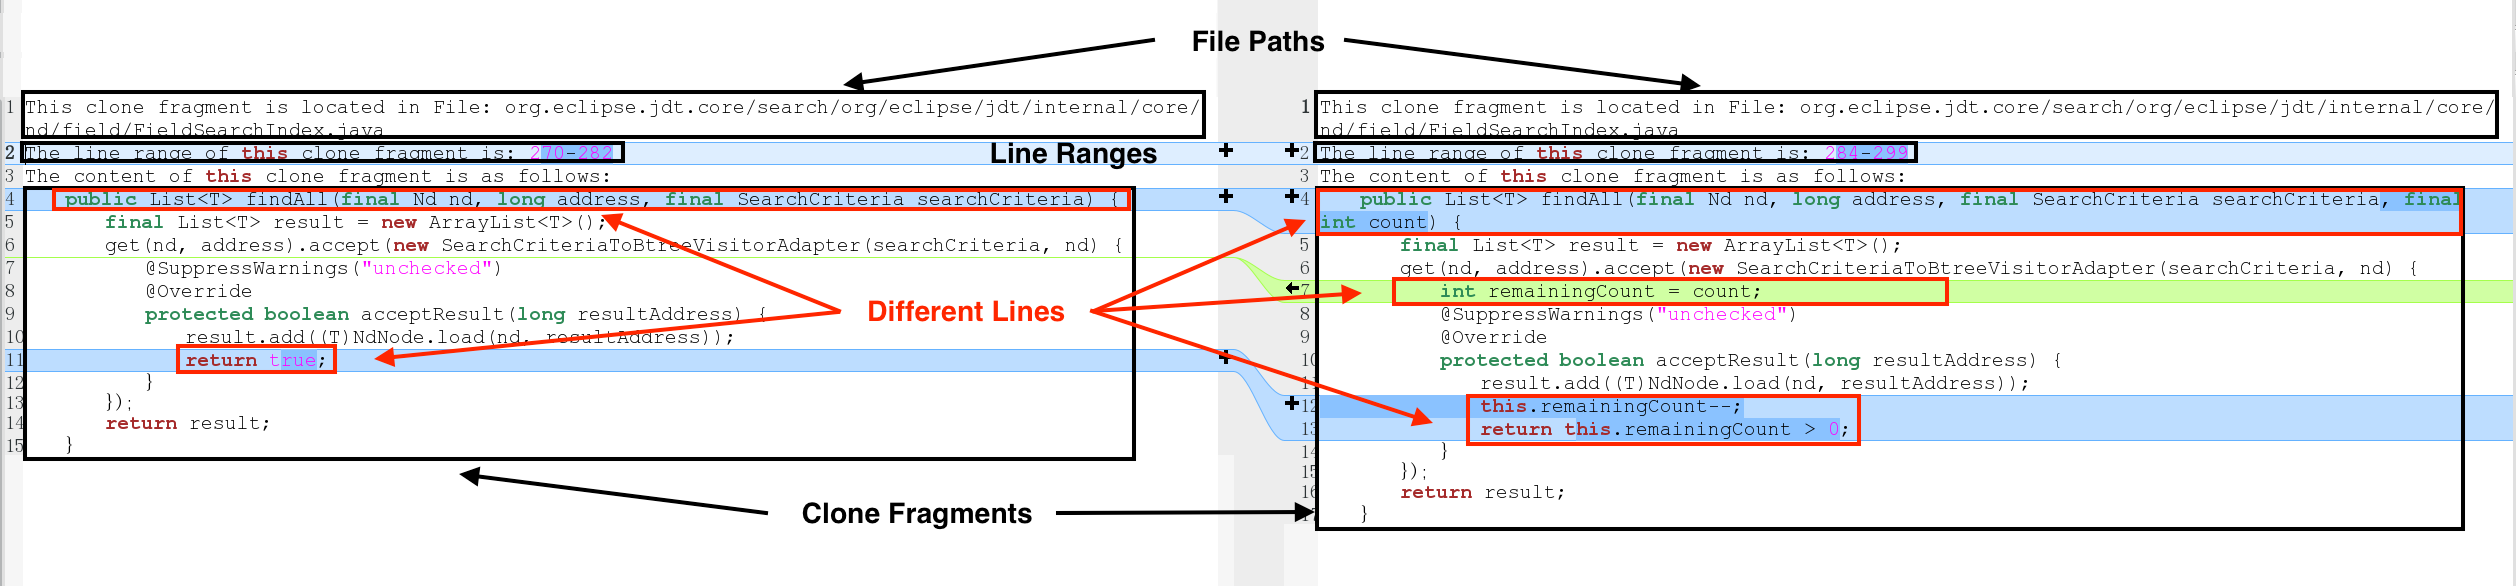 File Paths
1 This clone fragment is located in File: org.eclipse.jdt.core/search/org/eclipse/jdt/internal/core/
nd/field/FieldSearchIndex.java
2 The line range of this clone fragment is: 270-282
3 The content of this clone fragment is as follows:
4 public List<T> findAll(final Nd nd, long address, final SearchCriteria searchCriteria) {
5 final List<T> result = new ArrayList<T>();
6 get(nd, address).accept(new SearchCriteriaToBtreeVisitorAdapter(searchCriteria, nd) {
7 @SuppressWarnings("unchecked")
8 @Override
9 protected boolean acceptResult(long resultAddress) {
10 result.add((T)NdNode.load(nd, resultAddress));
11 return true;
12 }
13 });
14 return result;
15 }
Line Ranges
Different Lines
Clone Fragments
1 This clone fragment is located in File: org.eclipse.jdt.core/search/org/eclipse/jdt/internal/core/
nd/field/FieldSearchIndex.java
2 The line range of this clone fragment is: 284-299
3 The content of this clone fragment is as follows:
4 public List<T> findAll(final Nd nd, long address, final SearchCriteria searchCriteria, final
int count) {
5 final List<T> result = new ArrayList<T>();
6 get(nd, address).accept(new SearchCriteriaToBtreeVisitorAdapter(searchCriteria, nd) {
7 int remainingCount = count;
8 @SuppressWarnings("unchecked")
9 @Override
10 protected boolean acceptResult(long resultAddress) {
11 result.add((T)NdNode.load(nd, resultAddress));
12 this.remainingCount--;
13 return this.remainingCount > 0;
14 }
15 });
16 return result;
17 }